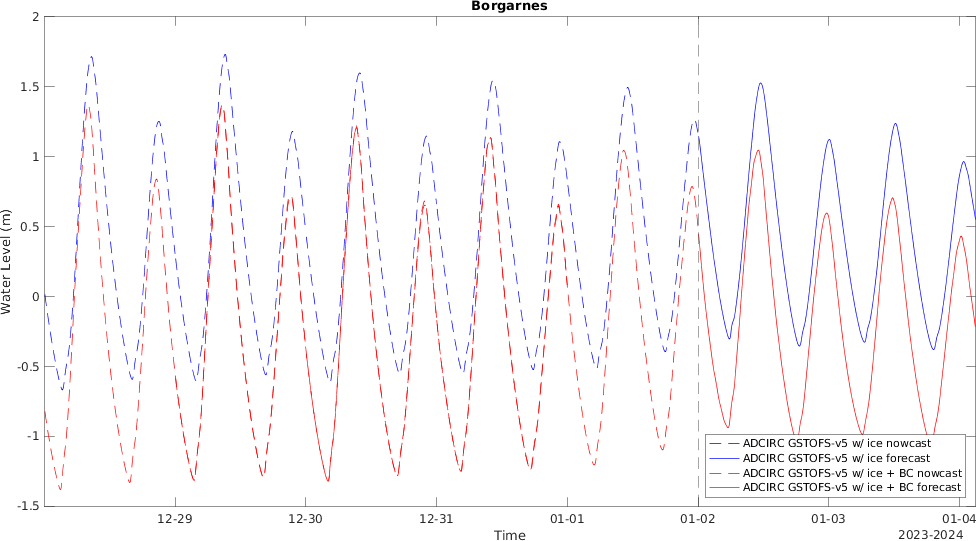 Borgarnes
2
1.5
1
0.5
0
-0.5
-1
-1.5
Water Level (m)
12-29
12-30
12-31
01-01
01-02
01-03
01-04
Time
2023-2024
ADCIRC GSTOFS-v5 w/ ice nowcast
ADCIRC GSTOFS-v5 w/ ice forecast
ADCIRC GSTOFS-v5 w/ ice + BC nowcast
ADCIRC GSTOFS-v5 w/ ice + BC forecast